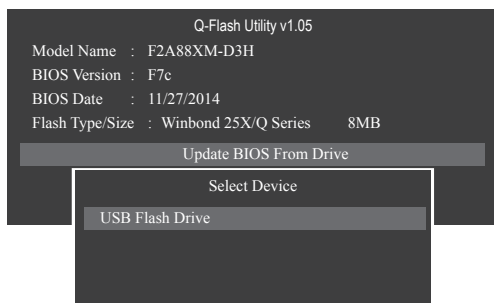 Q-Flash Utility v1.05
Model Name : F2A88XM-D3H
BIOS Version : F7c
BIOS Date : 11/27/2014
Flash Type/Size : Winbond 25X/Q Series 8MB
Update BIOS From Drive
Select Device
USB Flash Drive